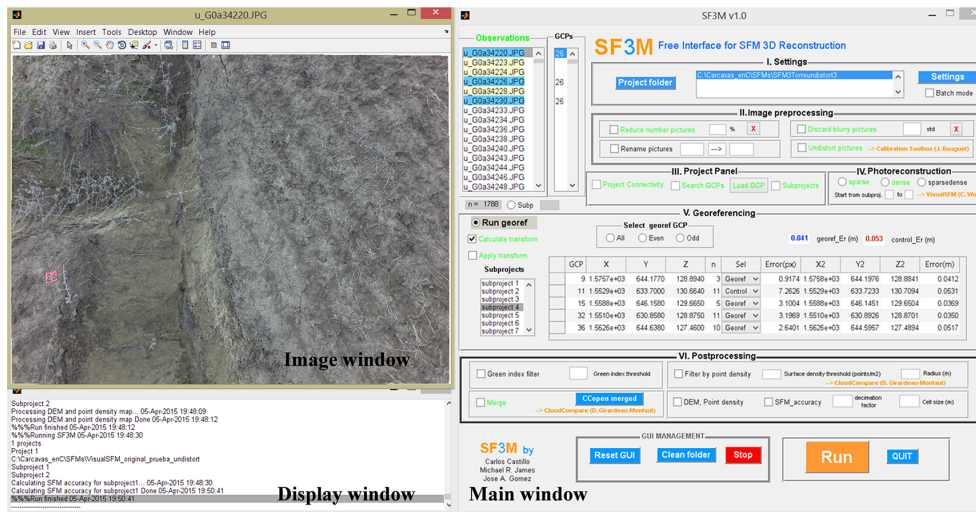 u_G0a34220.JPG
File Edit View Insert Tools Desktop Window Help
Image window
Subproject 2
Processing DEM and point density map... 05-Apr-2015 19:48:09
Processing DEM and point density map Done 05-Apr-2015 19:48:12
%%%Run finished 05-Apr-2015 19:48:12
%%%Running SF3M 05-Apr-2015 19:48:30
1 projects
Project 1
C:\Carcavas_enC\SFMs\VisualSFM_original_prueba_undistort
Subproject 1
Subproject 2
Calculating SFM accuracy for subproject1... 05-Apr-2015 19:48:30
Calculating SFM accuracy for subproject1 Done 05-Apr-2015 19:50:41
%%%Run finished 05-Apr-2015 19:50:41
Display window
SF3M v1.0
Observations
u_G0a34220.JPG
u_G0a34223.JPG
u_G0a34224.JPG
u_G0a34226.JPG
u_G0a34228.JPG
u_G0a34230.JPG
u_G0a34233.JPG
u_G0a34234.JPG
u_G0a34236.JPG
u_G0a34238.JPG
u_G0a34240.JPG
u_G0a34243.JPG
u_G0a34244.JPG
u_G0a34246.JPG
u_G0a34248.JPG
GCPs
26
26
26
n = 1788 Subp
SF3M Free Interface for SFM 3D Reconstruction
I. Settings
Project folder C:\Carcavas_enC\SFMs\SFM3Torreundistort3 Settings
Batch mode
II.Image preprocessing
Reduce number pictures % X Discard blurry pictures std X
Rename pictures ---> Undistort pictures --> Calibration Toolbox (J. Bouguet)
III. Project Panel
Project Connectivity Search GCPs Load GCP Subprojects
IV. Photoreconstruction
sparse dense sparsedense
Start from subproj. to --> VisualSFM (C. Wu
V. Georeferencing
Run georef
Calculate transform
Apply transform
Subprojects
subproject 1
subproject 2
subproject 3
subproject 4
subproject 5
subproject 6
subproject 7
Select georef GCP
All Even Odd
0.041 georef_Er (m) 0.053 control_Er (m)
GCP X Y Z n Sel Error(px) X2 Y2 Z2 Error(m)
9 1.5757e+03 644.1770 128.8940 3 Georef 0.9174 1.5758e+03 644.1976 128.8841 0.0412
11 1.5529e+03 633.7000 130.6640 11 Control 7.2626 1.5529e+03 633.7233 130.7094 0.0531
15 1.5588e+03 646.1580 129.6650 5 Georef 3.1004 1.5588e+03 646.1451 129.6504 0.0369
32 1.5510e+03 630.8580 128.8750 11 Georef 3.1969 1.5510e+03 630.8926 128.8701 0.0350
36 1.5626e+03 644.6380 127.4600 10 Georef 2.6401 1.5626e+03 644.5957 127.4894 0.0517
VI. Postprocessing
Green index filter Green index threshold
Filter by point density Surface density threshold (points/m2) Radius (m)
--> CloudCompare (B. Girardeau-Montaut)
Merge CCopen merged
--> CloudCompare (B. Girardeau-Montaut)
DEM, Point density SFM_accuracy decimation factor Cell size (m)
SF3M by
Carlos Castillo
Michael R. James
Jose A. Gomez
GUI MANAGEMENT
Reset GUI Clean folder Stop
Run QUIT
Main window